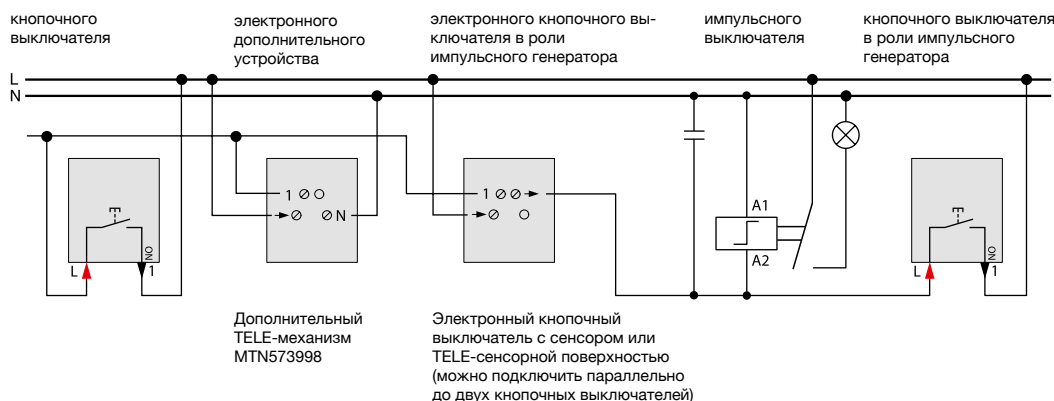 кнопочного
выключателя
электронного
дополнительного
устройства
электронного кнопочного вы-
ключателя в роли
импульсного генератора
импульсного
выключателя
кнопочного выключателя
в роли импульсного
генератора
L
N
L
NO
1
1
N
1
A1
A2
L
NO
1
Дополнительный
TELE-механизм
MTN573998
Электронный кнопочный
выключатель с сенсором или
TELE-сенсорной поверхностью
(можно подключить параллельно
до двух кнопочных выключателей)